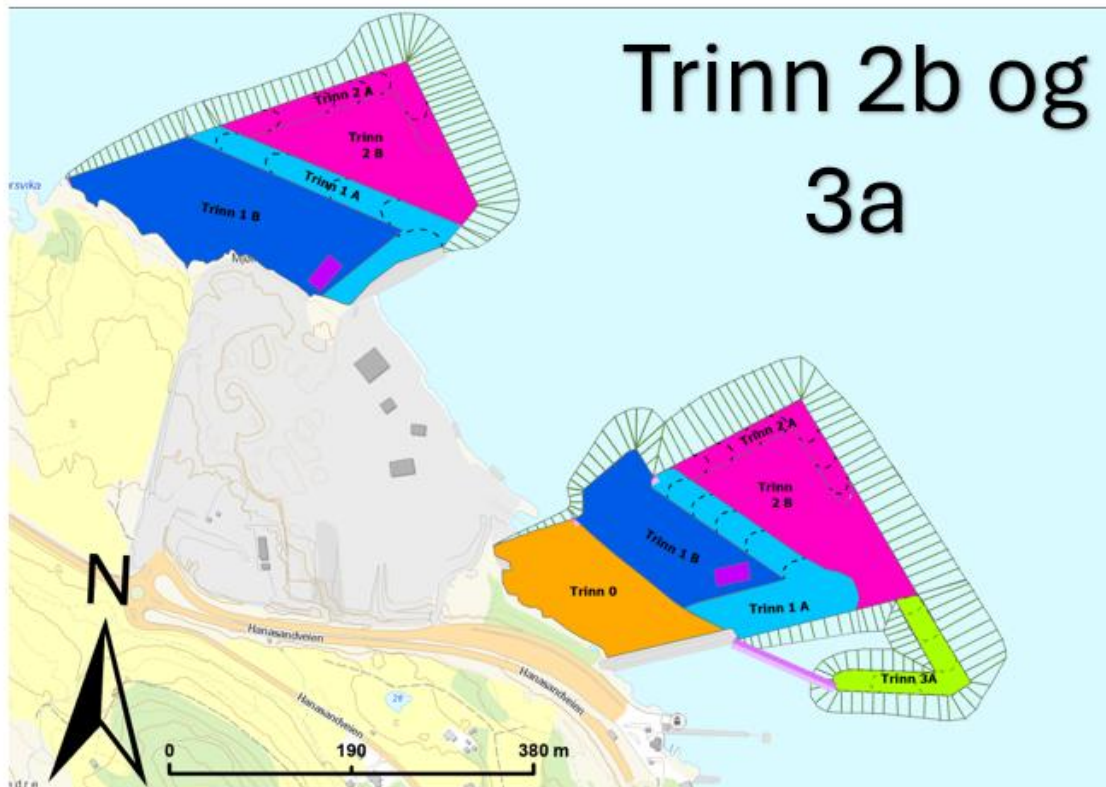 Trinn 2b og
3a
Trinn 2 A
Trinn
2 B
Trinn 1 A
Trinn 1 B
Trinn 2 A
Trinn
2 B
Trinn 1 B
Trinn 0
Trinn 1 A
Trinn 3A
Hanasandveien
Hanasandveien
Hanasandveien
28
N
0 190 380 m